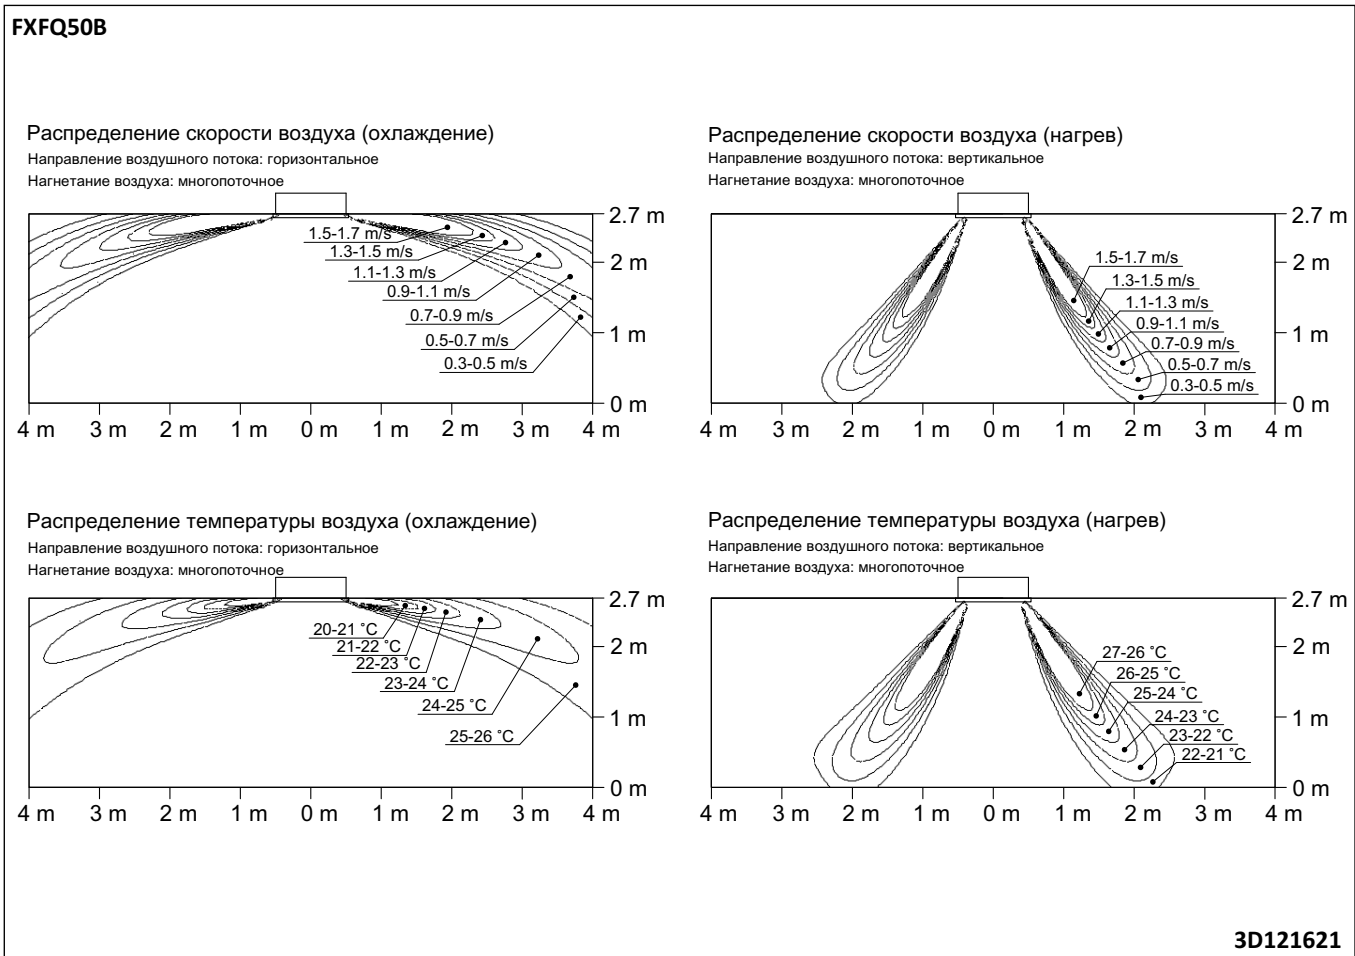 FXFQ50B
Распределение скорости воздуха (охлаждение)
Направление воздушного потока: горизонтальное
Нагнетание воздуха: многопоточное
1.5-1.7 m/s
1.3-1.5 m/s
1.1-1.3 m/s
0.9-1.1 m/s
0.7-0.9 m/s
0.5-0.7 m/s
0.3-0.5 m/s
2.7 m
2 m
1 m
0 m
4 m 3 m 2 m 1 m 0 m 1 m 2 m 3 m 4 m
Распределение скорости воздуха (нагрев)
Направление воздушного потока: вертикальное
Нагнетание воздуха: многопоточное
1.5-1.7 m/s
1.3-1.5 m/s
1.1-1.3 m/s
0.9-1.1 m/s
0.7-0.9 m/s
0.5-0.7 m/s
0.3-0.5 m/s
2.7 m
2 m
1 m
0 m
4 m 3 m 2 m 1 m 0 m 1 m 2 m 3 m 4 m
Распределение температуры воздуха (охлаждение)
Направление воздушного потока: горизонтальное
Нагнетание воздуха: многопоточное
20-21 ˚C
21-22 ˚C
22-23 ˚C
23-24 ˚C
24-25 ˚C
25-26 ˚C
2.7 m
2 m
1 m
0 m
4 m 3 m 2 m 1 m 0 m 1 m 2 m 3 m 4 m
Распределение температуры воздуха (нагрев)
Направление воздушного потока: вертикальное
Нагнетание воздуха: многопоточное
27-26 ˚C
26-25 ˚C
25-24 ˚C
24-23 ˚C
23-22 ˚C
22-21 ˚C
2.7 m
2 m
1 m
0 m
4 m 3 m 2 m 1 m 0 m 1 m 2 m 3 m 4 m
3D121621